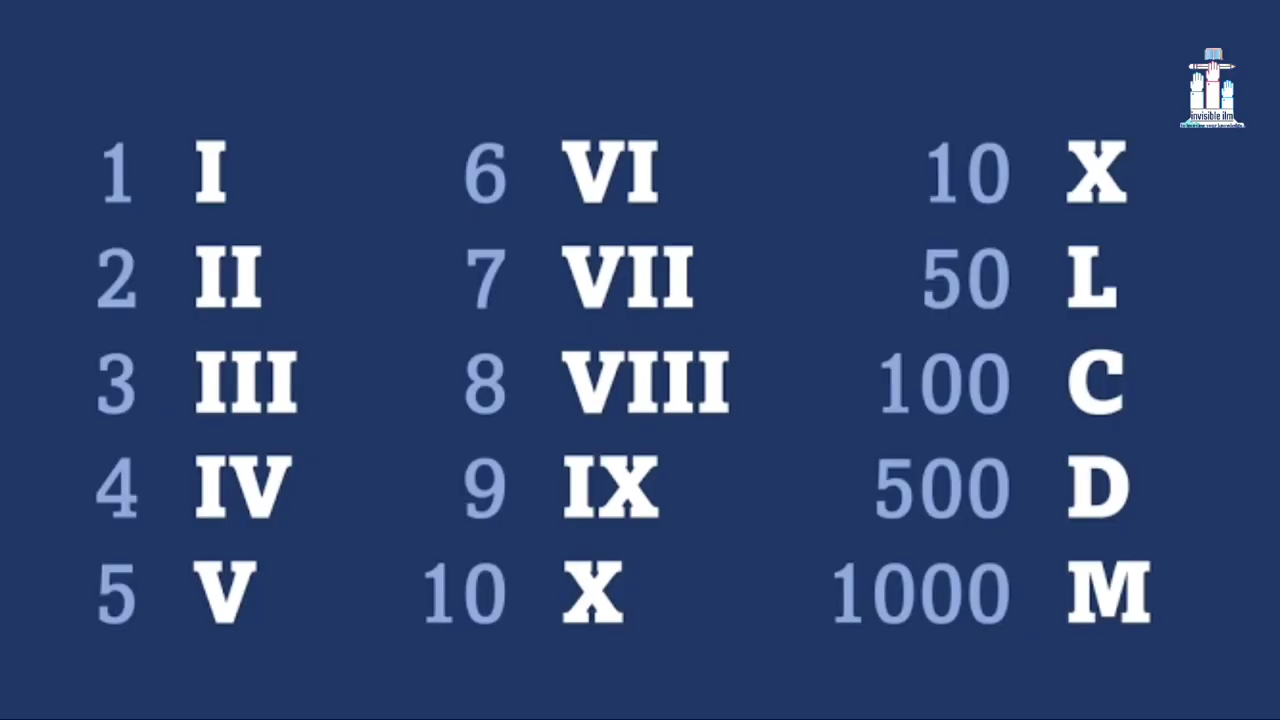 1 I 6 VI 10 X
2 II 7 VII 50 L
3 III 8 VIII 100 C
4 IV 9 IX 500 D
5 V 10 X 1000 M
invisible ilm